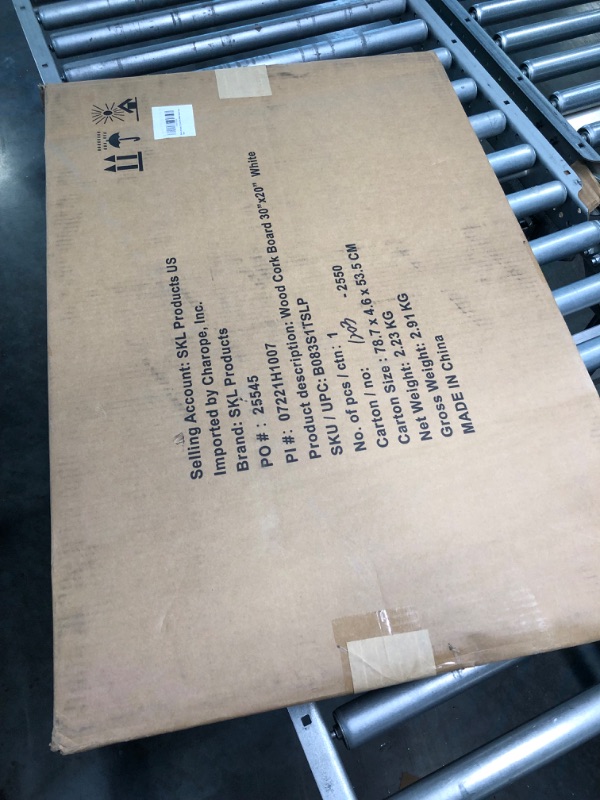 Selling Account: SKL Products US
Imported by Charope, Inc.
Brand: SKL Products
PO # : 25545
PI #: 07221H1007
Product description: Wood Cork Board 30"x20" White
SKU / UPC: B083S1TSLP
No. of pcs / ctn : 1
Carton / no: - 2550
Carton Size : 78.7 x 4.6 x 53.5 CM
Net Weight: 2.23 KG
Gross Weight: 2.91 KG
MADE IN China